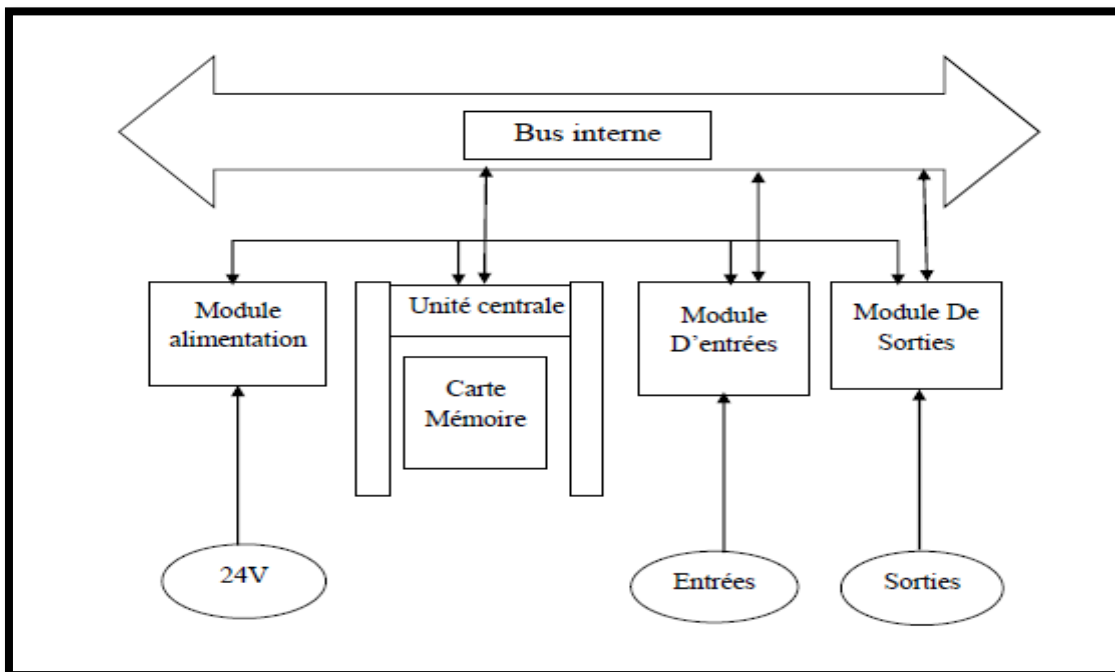 Bus interne
Module
alimentation
Unité centrale
Carte
Mémoire
Module
D’entrées
Module De
Sorties
24V
Entrées
Sorties